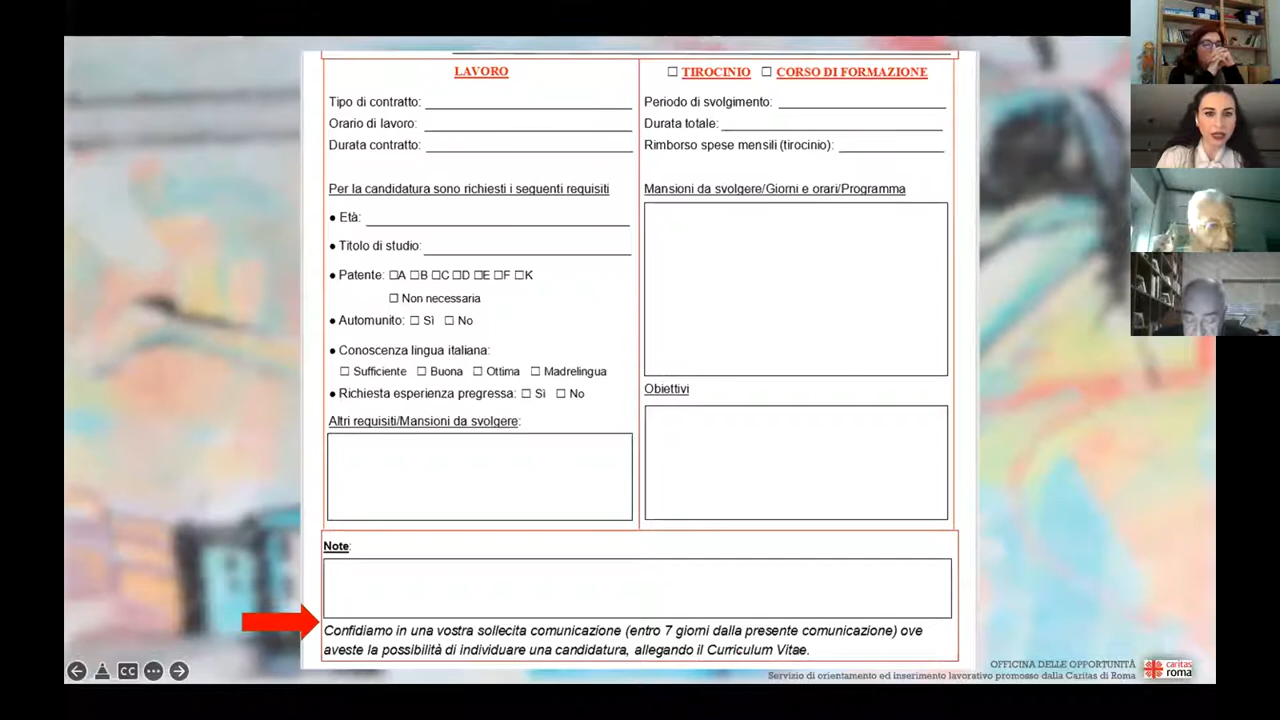 LAVORO
Tipo di contratto:
Orario di lavoro:
Durata contratto:
Per la candidatura sono richiesti i seguenti requisiti
● Età:
● Titolo di studio:
● Patente: ☐A ☐B ☐C ☐D ☐E ☐F ☐K
☐ Non necessaria
● Automunito: ☐ Sì ☐ No
● Conoscenza lingua italiana:
☐ Sufficiente ☐ Buona ☐ Ottima ☐ Madrelingua
● Richiesta esperienza pregressa: ☐ Sì ☐ No
Altri requisiti/Mansioni da svolgere:
☐ TIROCINIO ☐ CORSO DI FORMAZIONE
Periodo di svolgimento:
Durata totale:
Rimborso spese mensili (tirocinio):
Mansioni da svolgere/Giorni e orari/Programma
Obiettivi
Note:
Confidiamo in una vostra sollecita comunicazione (entro 7 giorni dalla presente comunicazione) ove
aveste la possibilità di individuare una candidatura, allegando il Curriculum Vitae.
CC
OFFICINA DELLE OPPORTUNITÀ
Servizio di orientamento ed inserimento lavorativo promosso dalla Caritas di Roma
caritas
roma